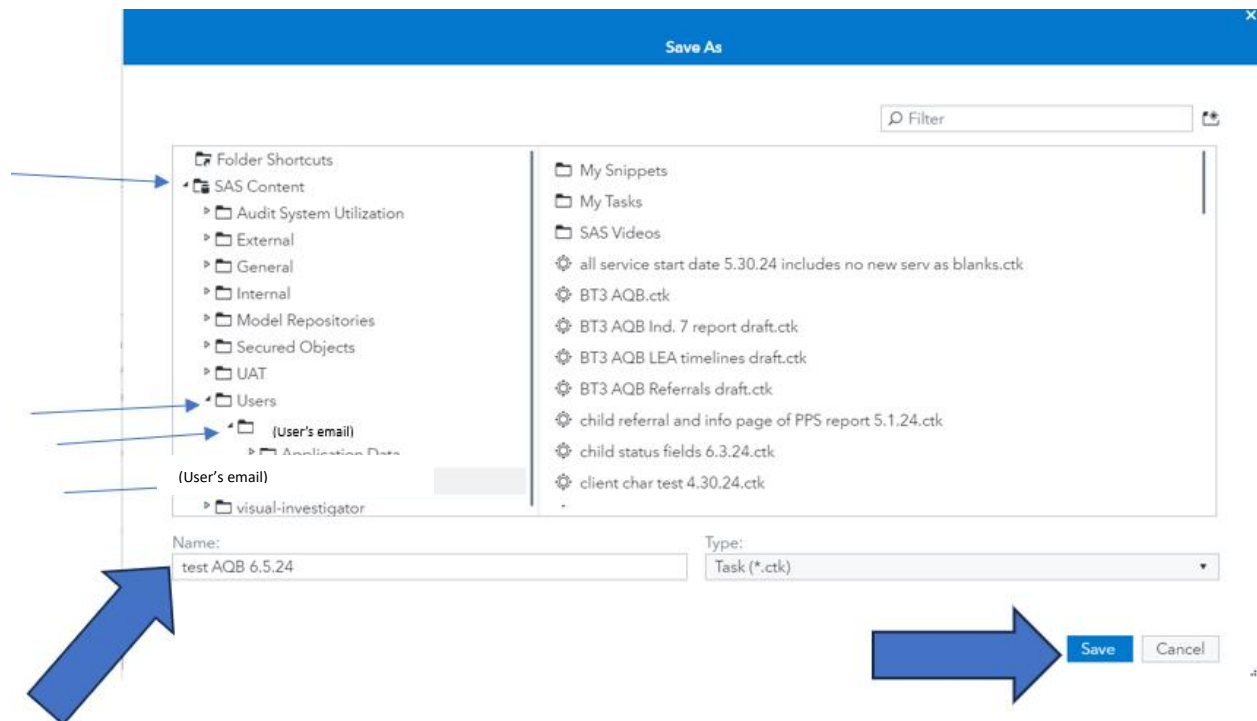 Save As
Filter
Folder Shortcuts
SAS Content
Audit System Utilization
External
General
Internal
Model Repositories
Secured Objects
UAT
Users
(User's email)
Application Data
(User's email)
visual-investigator
My Snippets
My Tasks
SAS Videos
all service start date 5.30.24 includes no new serv as blanks.ctk
BT3 AQB.ctk
BT3 AQB Ind. 7 report draft.ctk
BT3 AQB LEA timelines draft.ctk
BT3 AQB Referrals draft.ctk
child referral and info page of PPS report 5.1.24.ctk
child status fields 6.3.24.ctk
client char test 4.30.24.ctk
Name:
test AQB 6.5.24
Type:
Task (*.ctk)
Save
Cancel